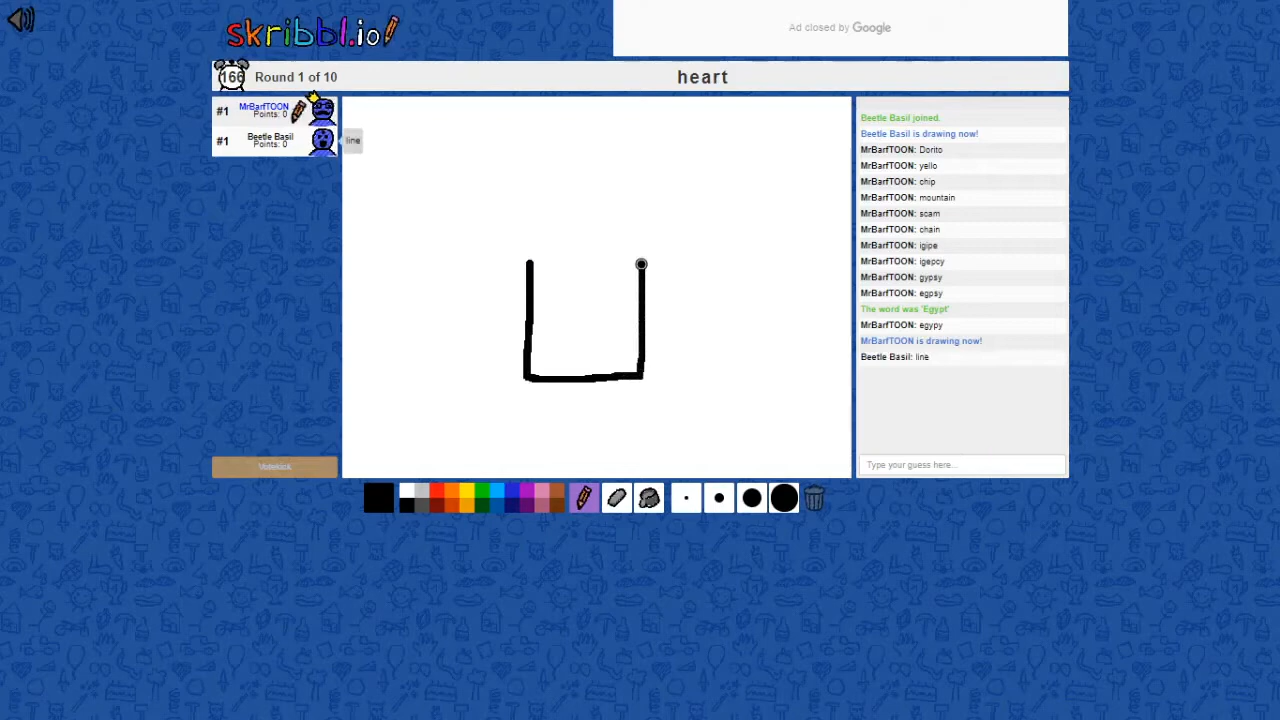 skribbl.io
Ad closed by Google
166
Round 1 of 10
heart
#1
MrBarfTOON
Points: 0
#1
Beetle Basil
Points: 0
line
Votekick
Beetle Basil joined.
Beetle Basil is drawing now!
MrBarfTOON: Dorito
MrBarfTOON: yello
MrBarfTOON: chip
MrBarfTOON: mountain
MrBarfTOON: scam
MrBarfTOON: chain
MrBarfTOON: igipe
MrBarfTOON: igepcy
MrBarfTOON: gypsy
MrBarfTOON: egpsy
The word was 'Egypt'
MrBarfTOON: egypy
MrBarfTOON is drawing now!
Beetle Basil: line
Type your guess here...